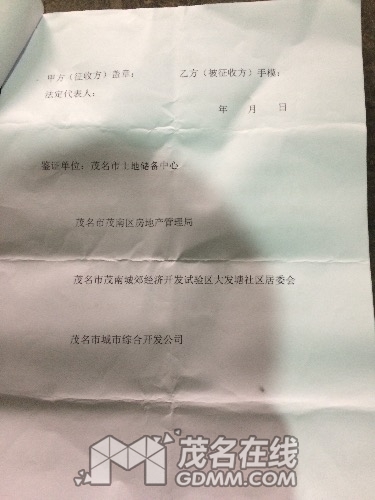 甲方（征收方）盖章： 乙方（被征收方）手模：
法定代表人：
年 月 日
鉴证单位：茂名市土地储备中心
茂名市茂南区房地产管理局
茂名市茂南城郊经济开发试验区大发塘社区居委会
茂名市城市综合开发公司
茂名在线
GDMM.COM